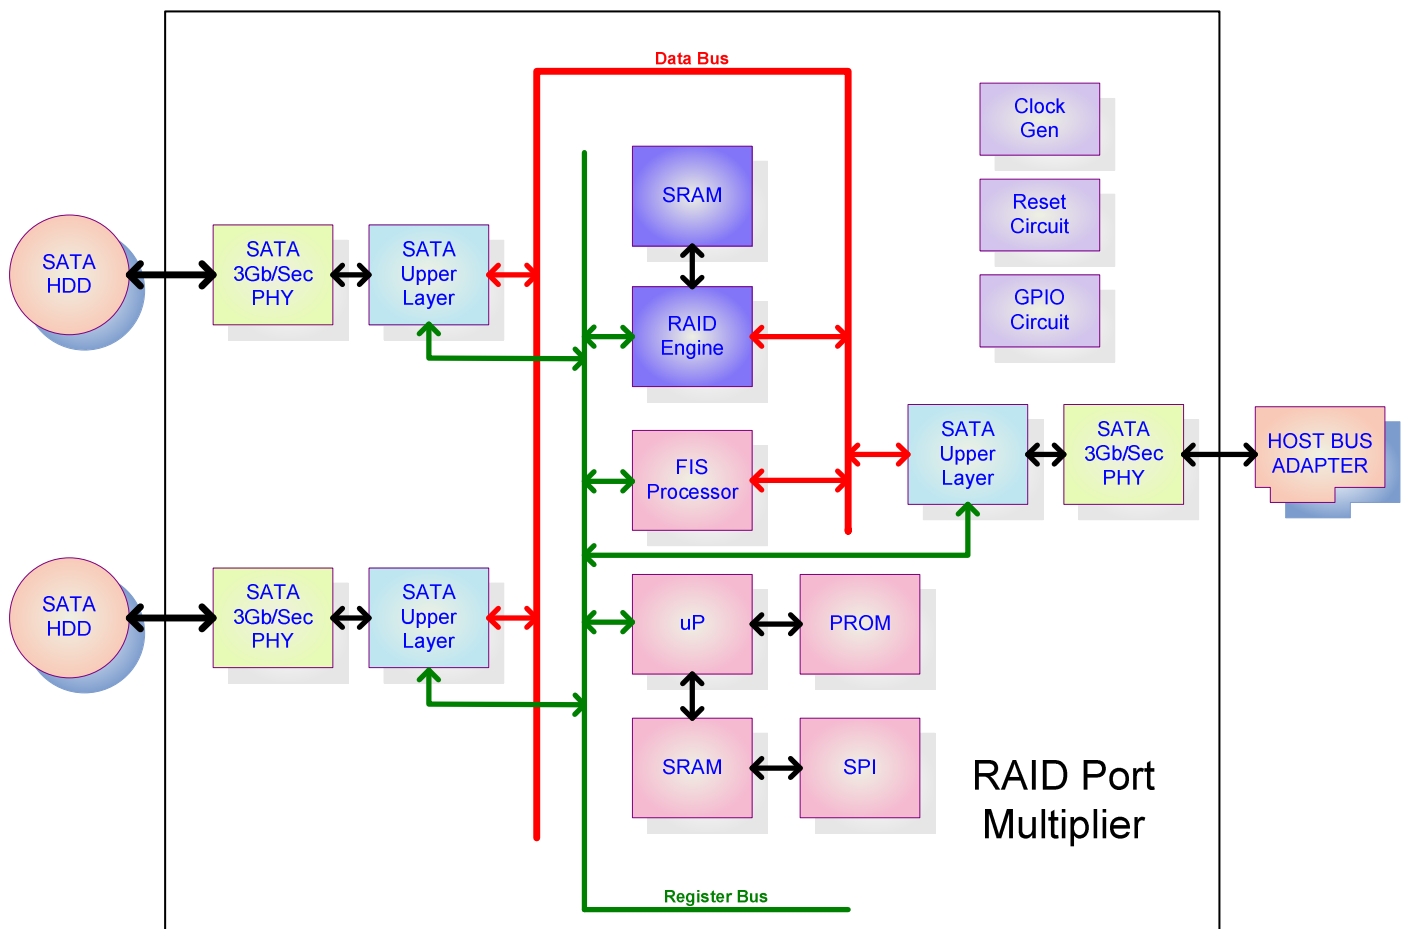 Data Bus
Clock
Gen
SRAM
Reset
Circuit
SATA
HDD
SATA
3Gb/Sec
PHY
SATA
Upper
Layer
RAID
Engine
GPIO
Circuit
FIS
Processor
SATA
Upper
Layer
SATA
3Gb/Sec
PHY
HOST BUS
ADAPTER
SATA
HDD
SATA
3Gb/Sec
PHY
SATA
Upper
Layer
uP
PROM
SRAM
SPI
RAID Port
Multiplier
Register Bus